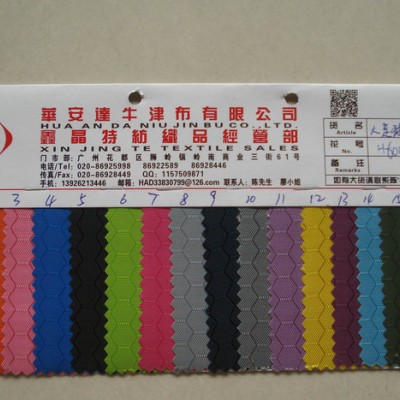 華安達牛津布有限公司
HUA AN DA NIU JIN BU CO., LTD.
鑫晶特紡織品經營部
XIN JING TE TEXTILE SALES
门市部: 广州花都区狮岭镇岭南商业三街61号
电话/Tel: 020-86925998 86922589 86928446
传真/Fax: 020-86928449 QQ: 1157509871
手机: 13926213446 邮箱: HAD33830799@126.com 联系: 陈先生 廖小姐
货名
Article
花号
No.
备注
Remarks
3 4 5 6 7 8 9 10 11 12 13 14